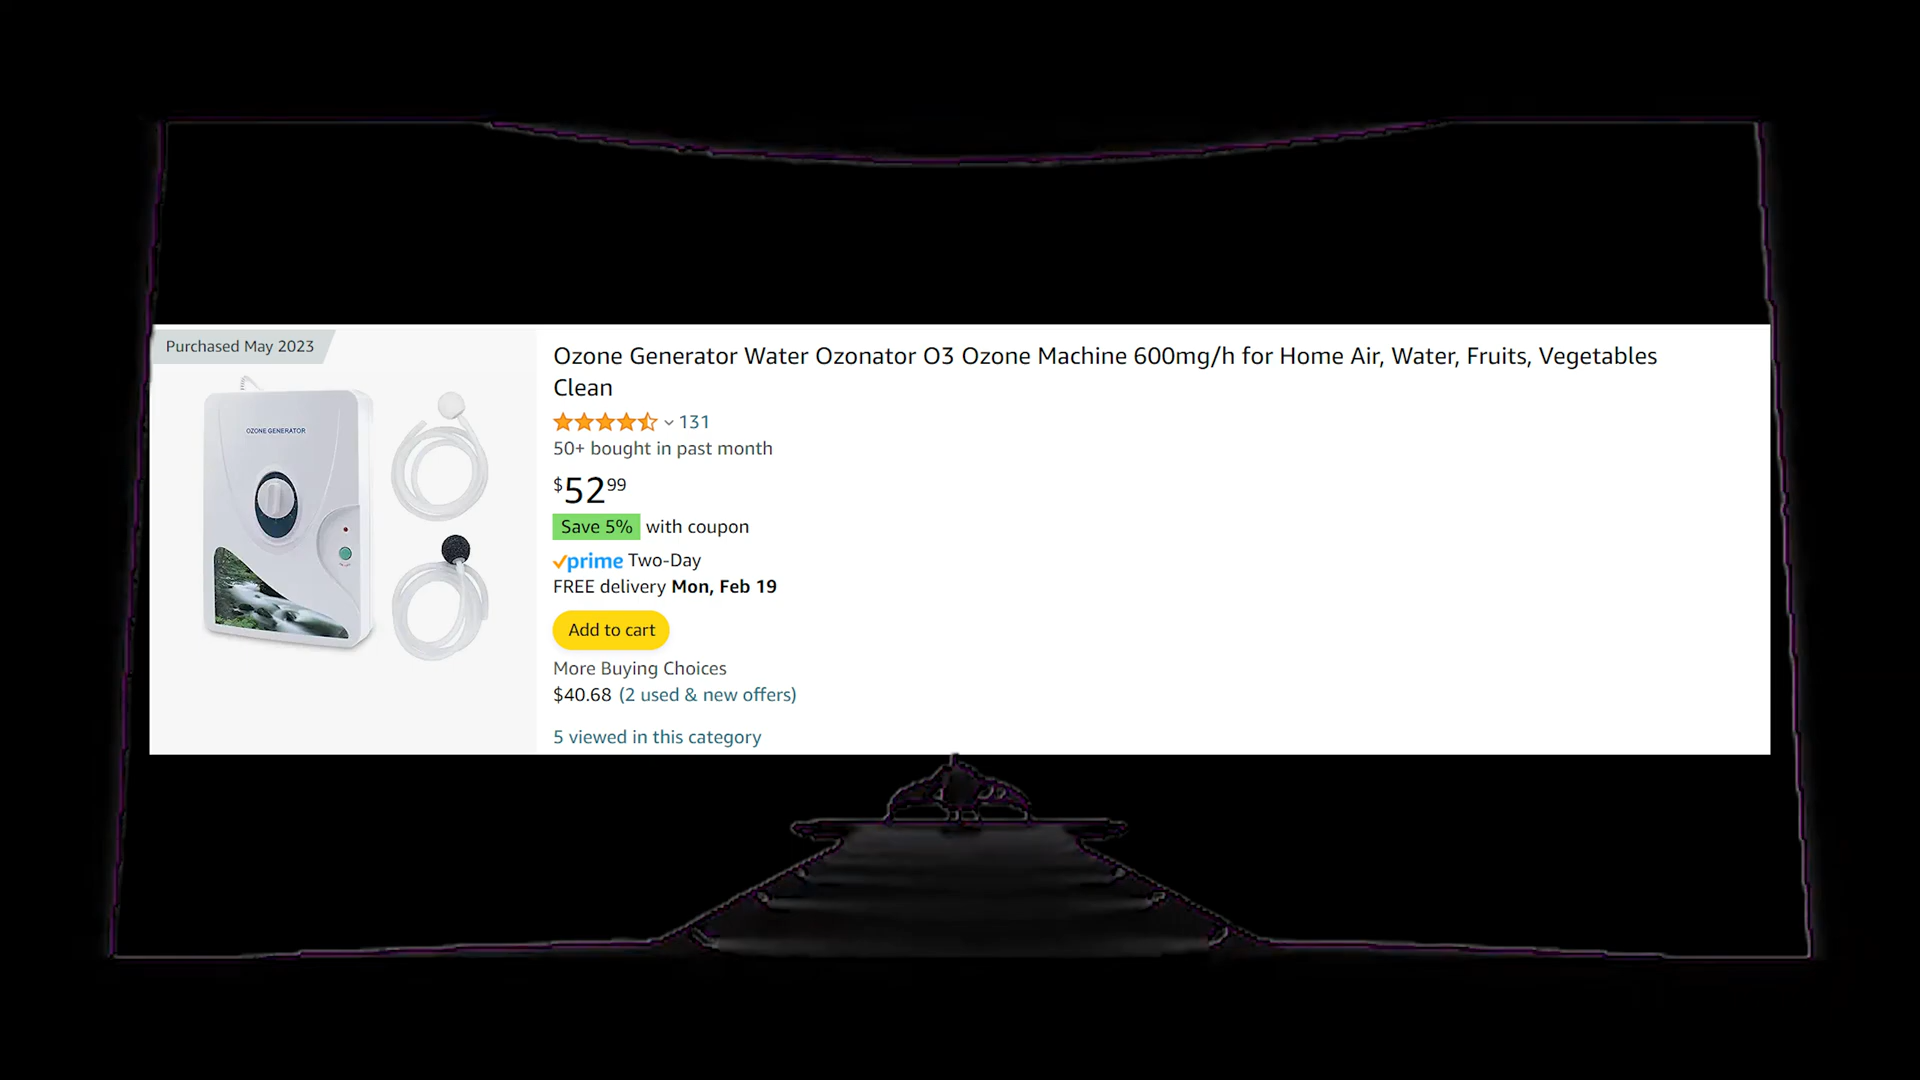 Purchased May 2023
OZONE GENERATOR
Ozone Generator Water Ozonator O3 Ozone Machine 600mg/h for Home Air, Water, Fruits, Vegetables
Clean
131
50+ bought in past month
$52.99
Save 5% with coupon
prime Two-Day
FREE delivery Mon, Feb 19
Add to cart
More Buying Choices
$40.68 (2 used & new offers)
5 viewed in this category